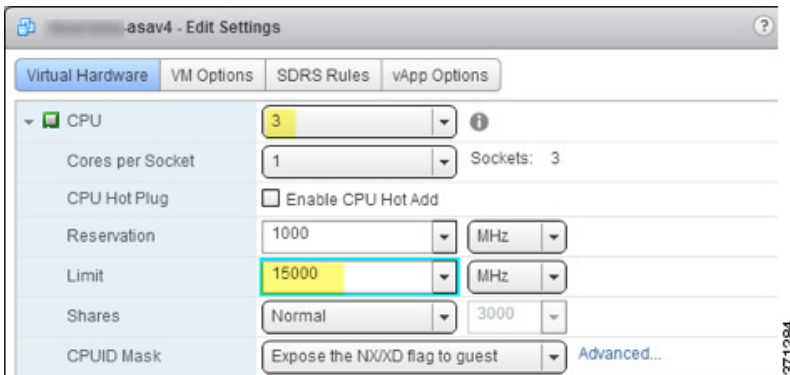 -asav4 - Edit Settings ?
Virtual Hardware VM Options SDRS Rules vApp Options
CPU 3 i
Cores per Socket 1 Sockets: 3
CPU Hot Plug Enable CPU Hot Add
Reservation 1000 MHz
Limit 15000 MHz
Shares Normal 3000
CPUID Mask Expose the NX/XD flag to guest Advanced...
371284